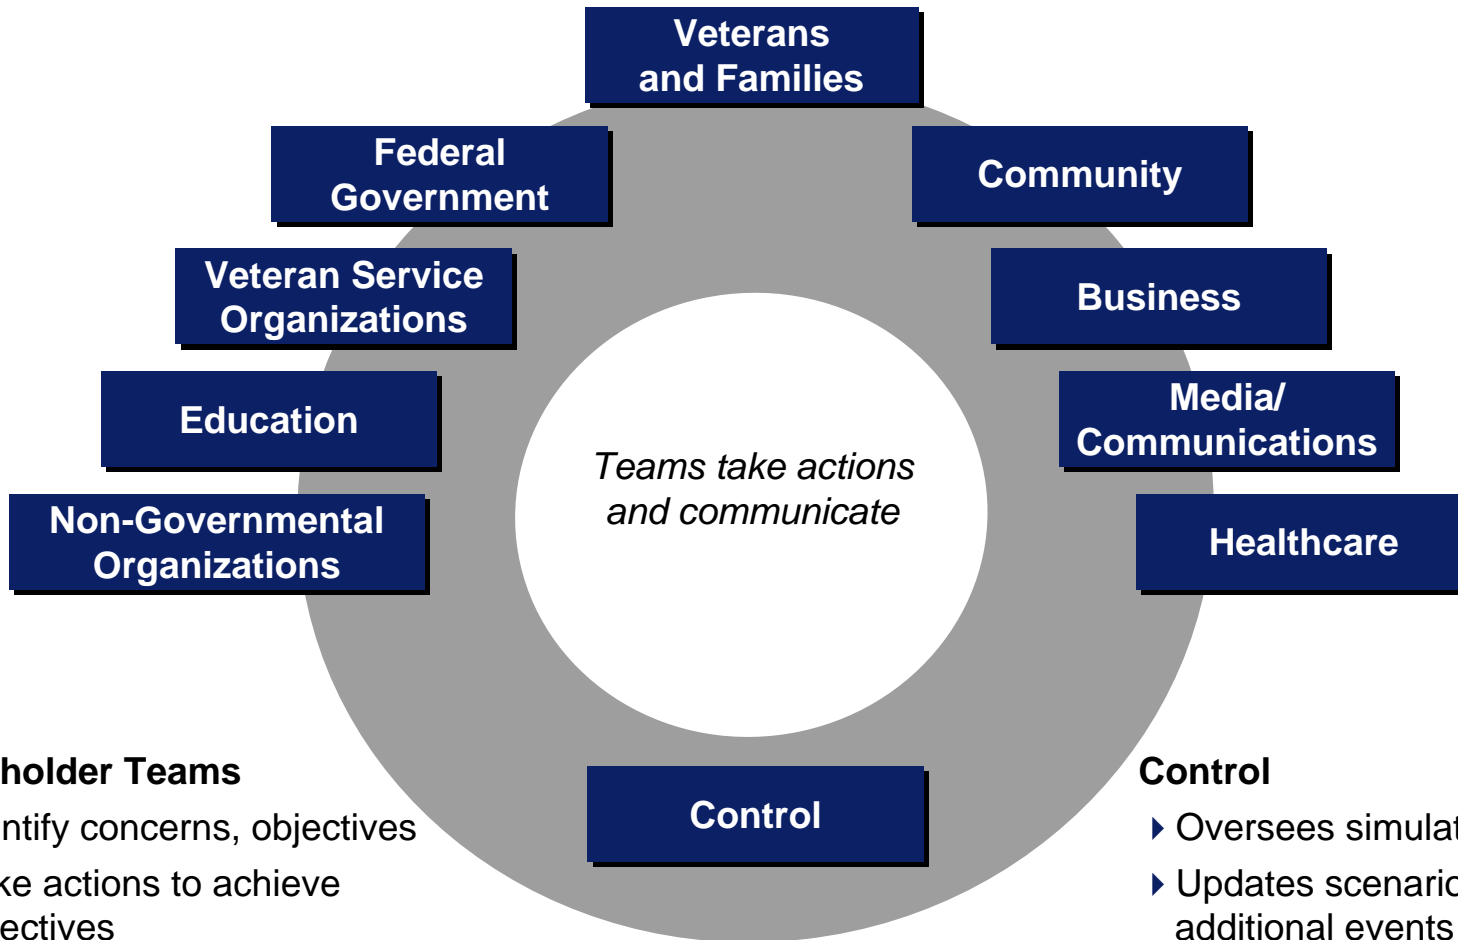 Veterans
and Families
Federal
Government
Community
Veteran Service
Organizations
Business
Education
Media/
Communications
Non-Governmental
Organizations
Healthcare
Teams take actions
and communicate
Control
holder Teams
ntify concerns, objectives
ke actions to achieve
ectives
Control
Oversees simulat
Updates scenario
additional events